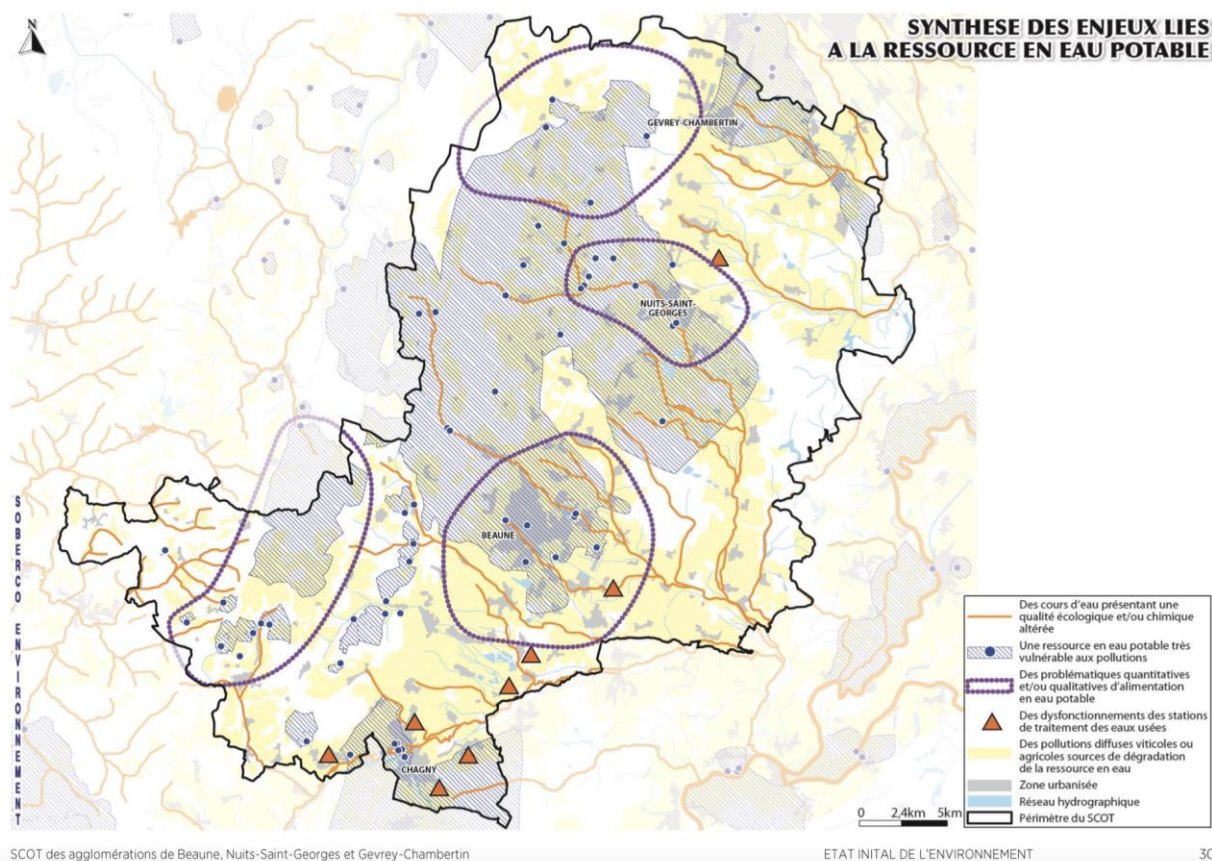 SYNTHESE DES ENJEUX LIES
A LA RESSOURCE EN EAU POTABLE
N
GEVREY-CHAMBERTIN
NUITS-SAINT-
GEORGES
BEAUNE
CHAGNY
SOBERCO ENVIRONNEMENT
Des cours d'eau présentant une
qualité écologique et/ou chimique
altérée
Une ressource en eau potable très
vulnérable aux pollutions
Des problématiques quantitatives
et/ou qualitatives d'alimentation
en eau potable
Des dysfonctionnements des stations
de traitement des eaux usées
Des pollutions diffuses viticoles ou
agricoles sources de dégradation
de la ressource en eau
Zone urbanisée
Réseau hydrographique
Périmètre du SCOT
0 2,4km 5km
SCOT des agglomérations de Beaune, Nuits-Saint-Georges et Gevrey-Chambertin
ETAT INITAL DE L'ENVIRONNEMENT
30